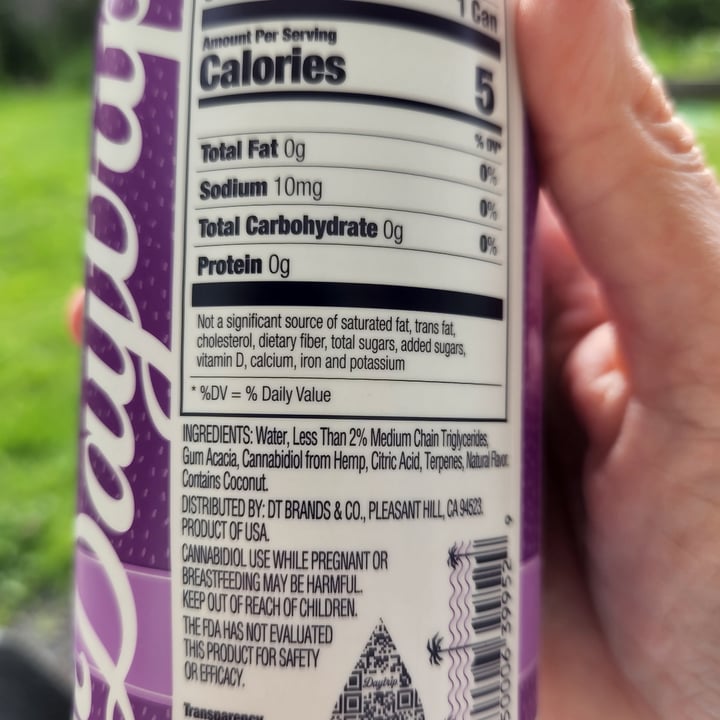 1 Can
Amount Per Serving
Calories 5
% DV*
Total Fat 0g 0%
Sodium 10mg 0%
Total Carbohydrate 0g 0%
Protein 0g
Not a significant source of saturated fat, trans fat,
cholesterol, dietary fiber, total sugars, added sugars,
vitamin D, calcium, iron and potassium
* %DV = % Daily Value
INGREDIENTS: Water, Less Than 2% Medium Chain Triglycerides,
Gum Acacia, Cannabidiol from Hemp, Citric Acid, Terpenes, Natural Flavor.
Contains Coconut.
DISTRIBUTED BY: DT BRANDS & CO., PLEASANT HILL, CA 94523.
PRODUCT OF USA.
CANNABIDIOL USE WHILE PREGNANT OR
BREASTFEEDING MAY BE HARMFUL.
KEEP OUT OF REACH OF CHILDREN.
THE FDA HAS NOT EVALUATED
THIS PRODUCT FOR SAFETY
OR EFFICACY.
Transparency
Daytrip
Daytrip